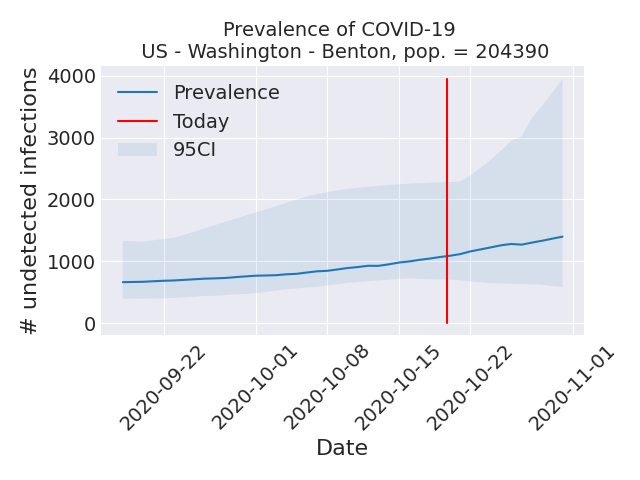 Prevalence of COVID-19
US - Washington - Benton, pop. = 204390
# undetected infections
4000
3000
2000
1000
0
Prevalence
Today
95CI
2020-09-22
2020-10-01
2020-10-08
2020-10-15
2020-10-22
2020-11-01
Date